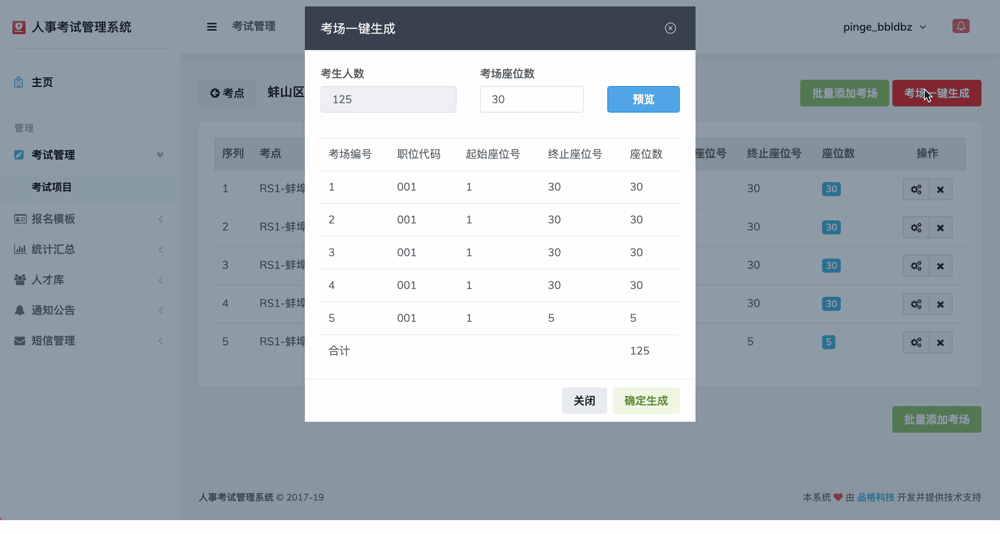 人事考试管理系统
考试管理
pinge_bbldbz
主页
管理
考试管理
考试项目
报名模板
统计汇总
人才库
通知公告
短信管理
考点
蚌山区
批量添加考场
考场一键生成
序列 考点 座位号 终止座位号 座位数 操作
1 RS1-蚌埠 30 30
2 RS1-蚌埠 30 30
3 RS1-蚌埠 30 30
4 RS1-蚌埠 30 30
5 RS1-蚌埠 5 5
批量添加考场
考场一键生成
考生人数 考场座位数
125 30 预览
考场编号 职位代码 起始座位号 终止座位号 座位数
1 001 1 30 30
2 001 1 30 30
3 001 1 30 30
4 001 1 30 30
5 001 1 5 5
合计 125
关闭 确定生成
人事考试管理系统 © 2017-19
本系统 ❤ 由 品格科技 开发并提供技术支持